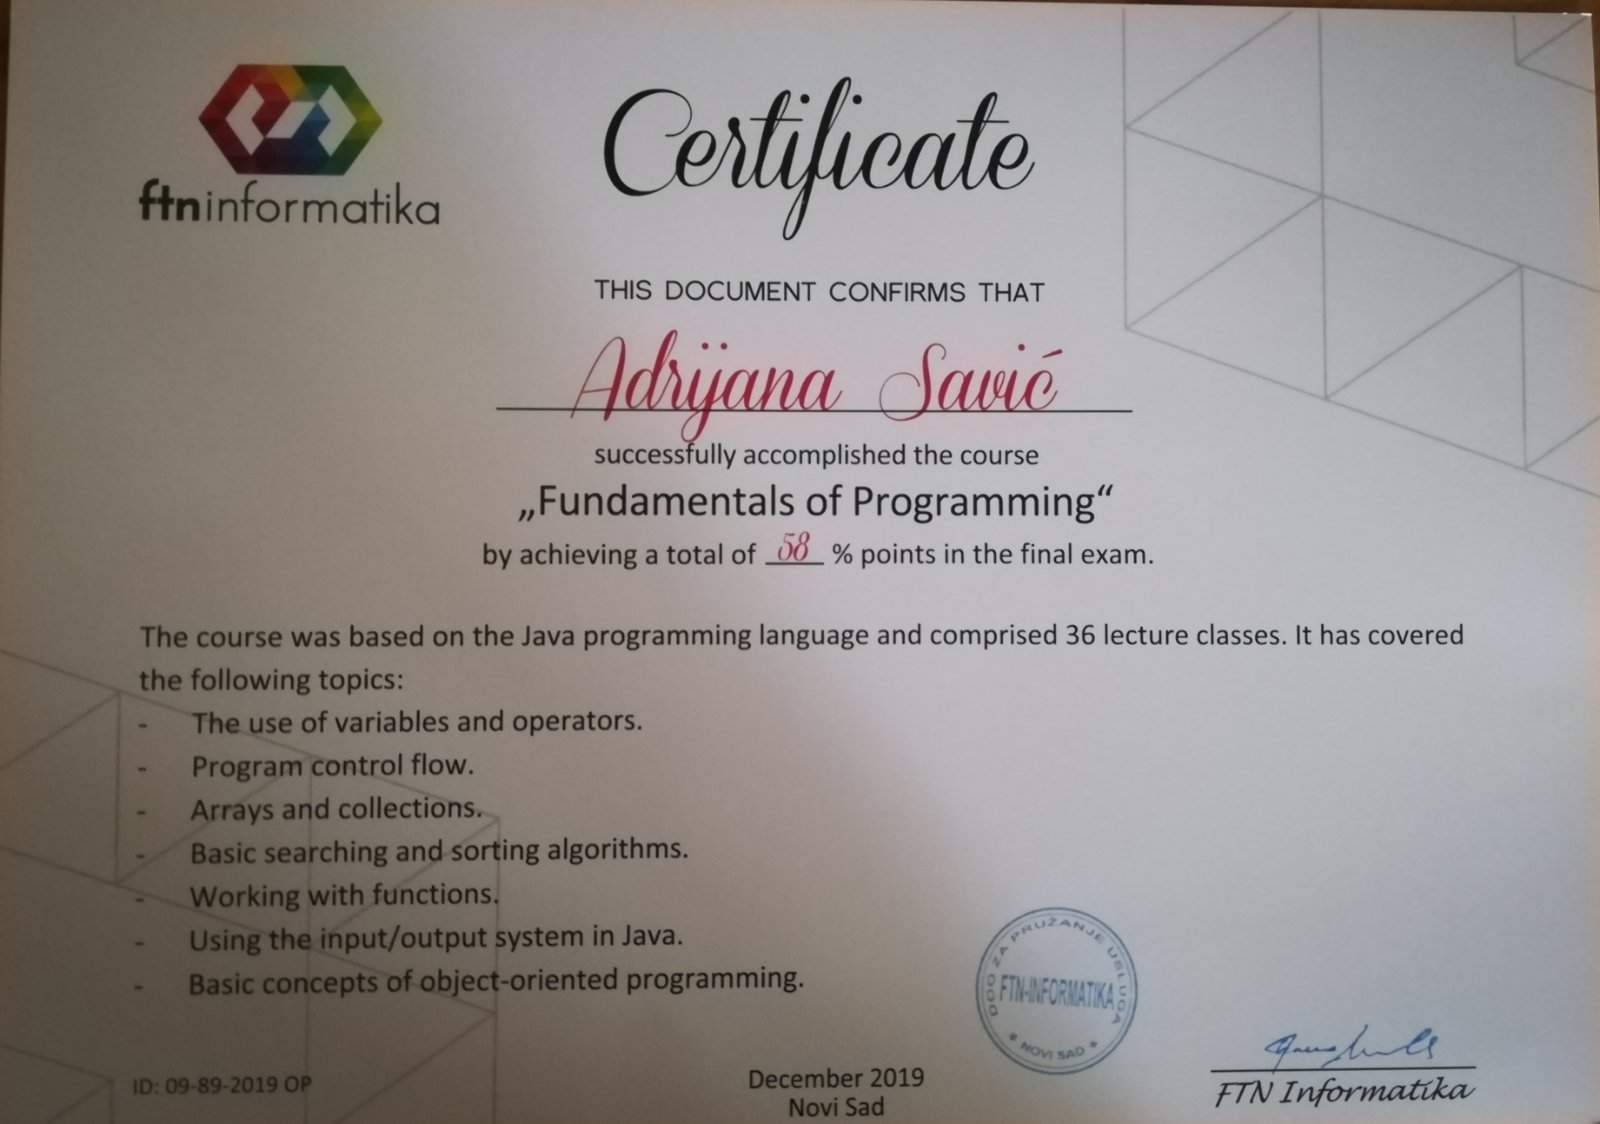 ftninformatika
Certificate
THIS DOCUMENT CONFIRMS THAT
Adrijana Savić
successfully accomplished the course
„Fundamentals of Programming“
by achieving a total of 58 % points in the final exam.
The course was based on the Java programming language and comprised 36 lecture classes. It has covered
the following topics:
- The use of variables and operators.
- Program control flow.
- Arrays and collections.
- Basic searching and sorting algorithms.
- Working with functions.
- Using the input/output system in Java.
- Basic concepts of object-oriented programming.
DOO ZA PRUŽANJE USLUGA
FTN-INFORMATIKA
* NOVI SAD *
ID: 09-89-2019 OP
December 2019
Novi Sad
FTN Informatika